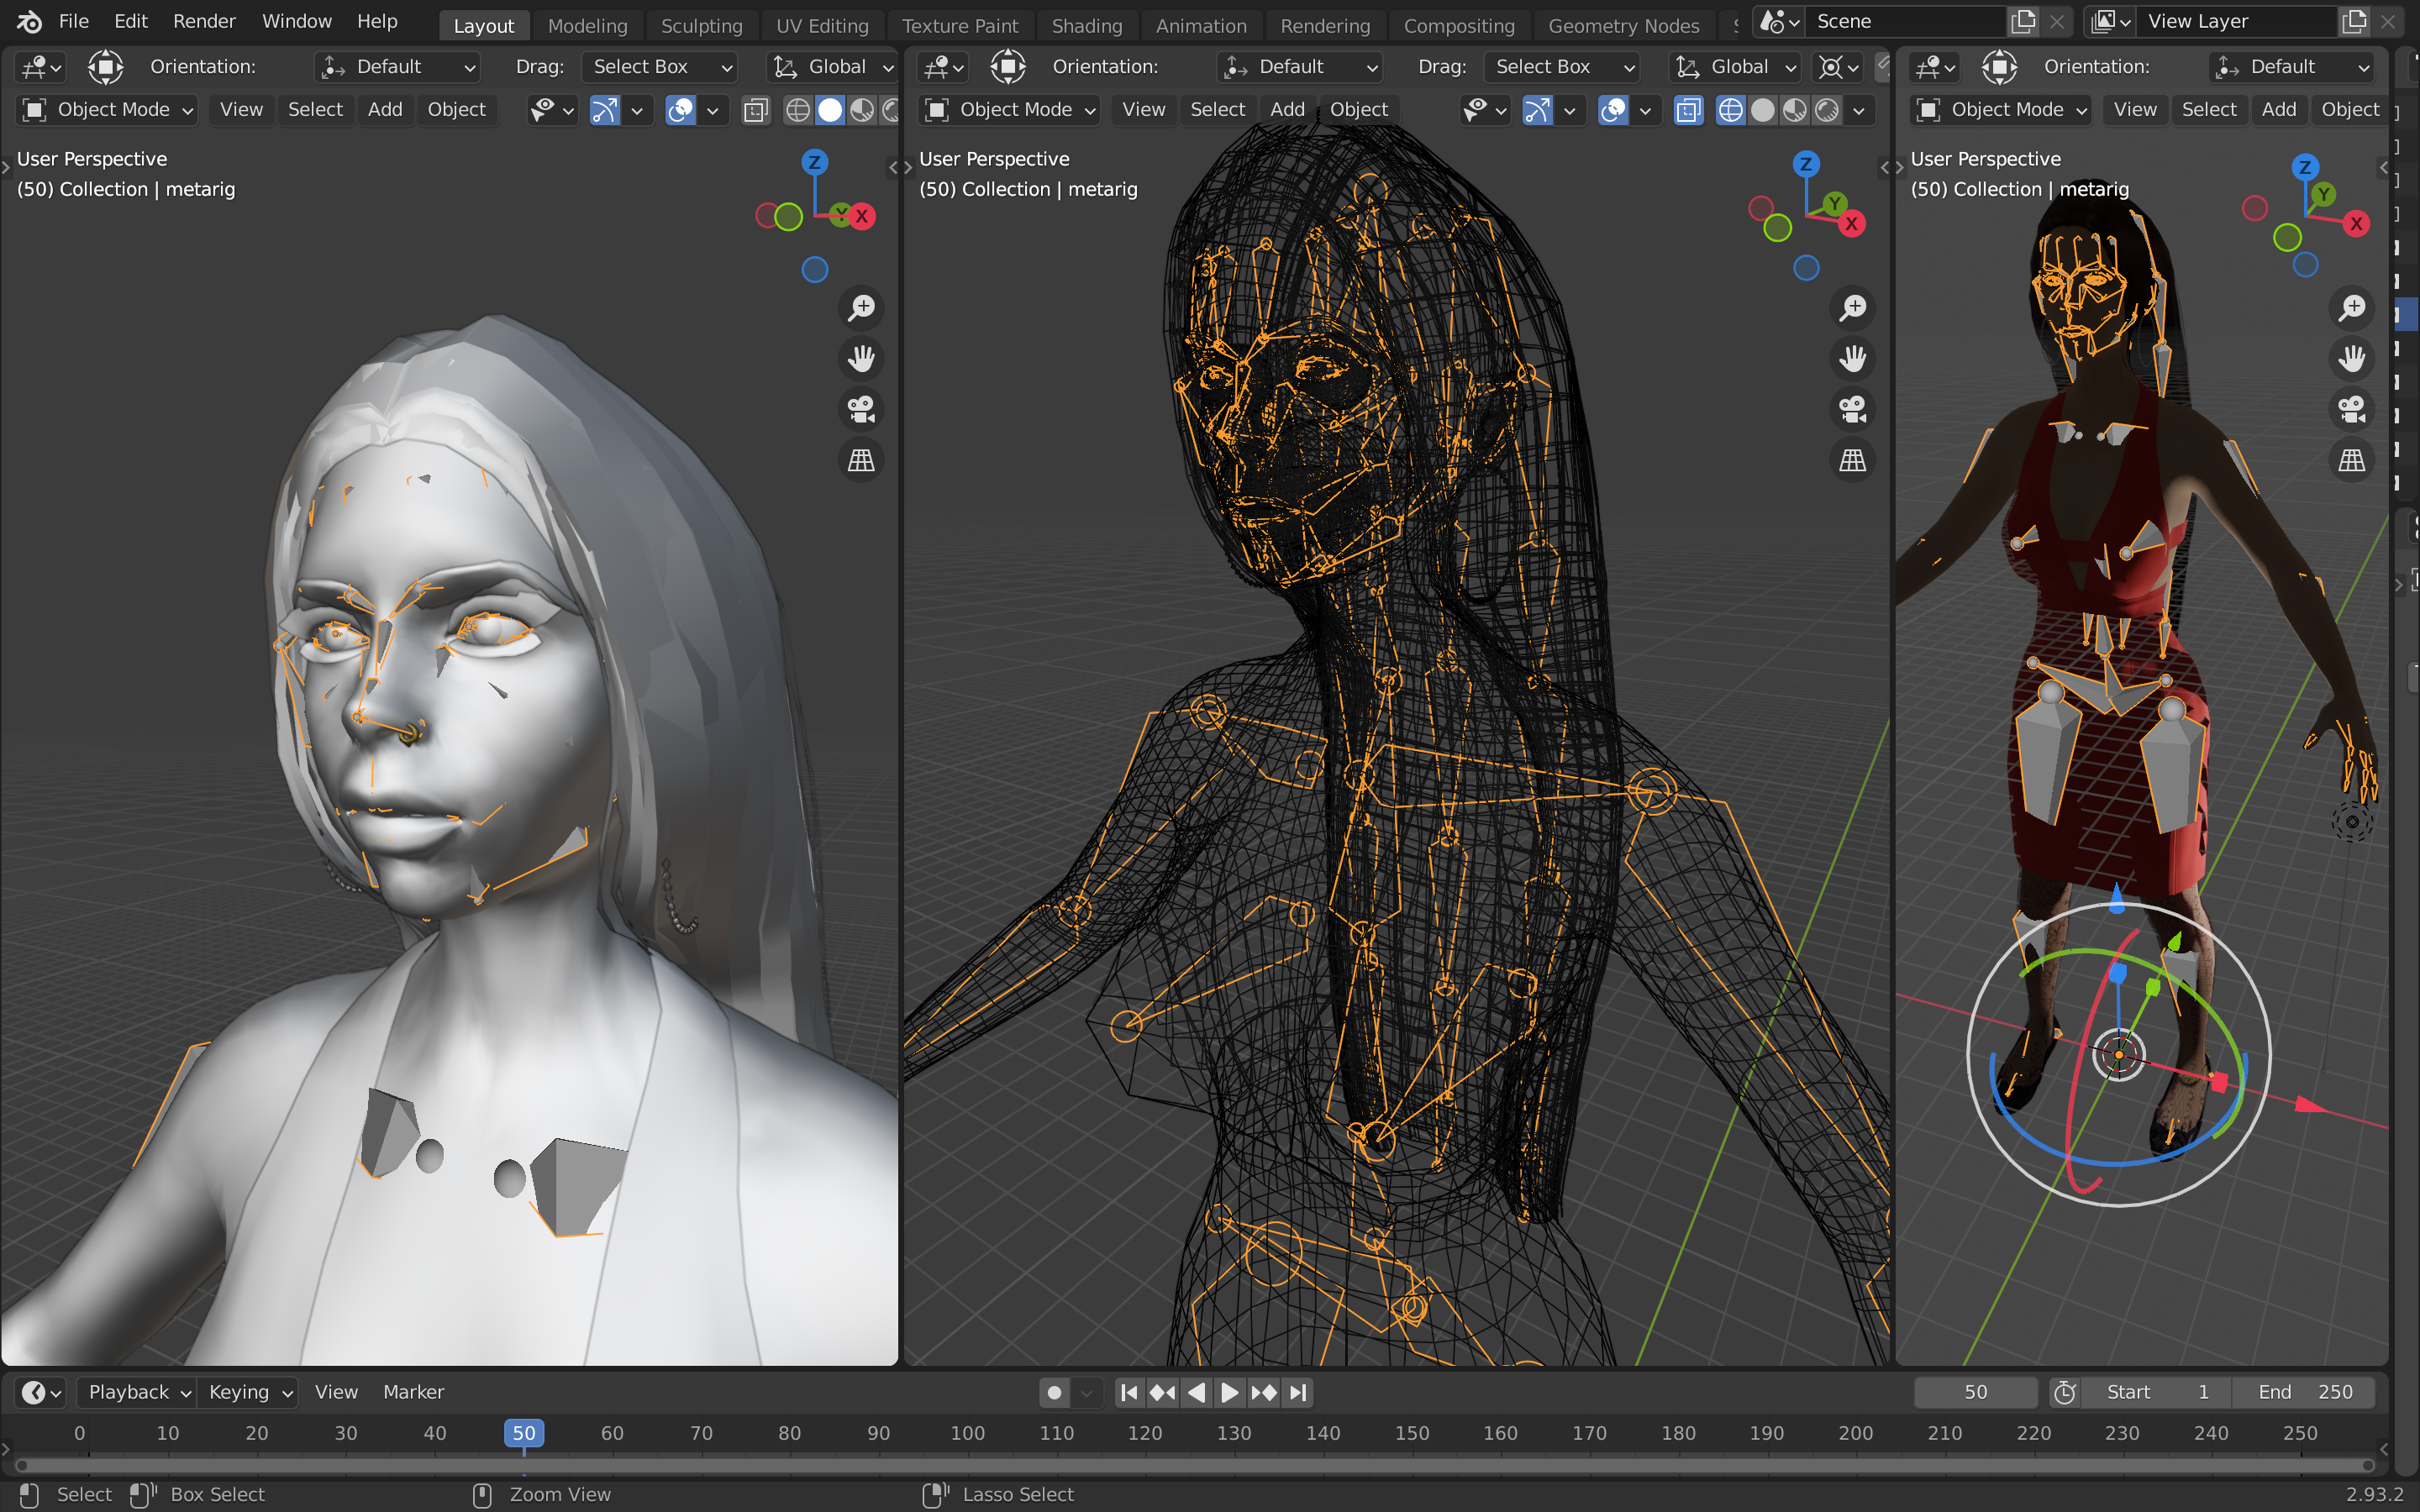 File Edit Render Window Help Layout Modeling Sculpting UV Editing Texture Paint Shading Animation Rendering Compositing Geometry Nodes Scene View Layer
Orientation: Default Drag: Select Box Global
Object Mode View Select Add Object
User Perspective
(50) Collection | metarig
Z
Y
X
Orientation: Default Drag: Select Box Global
Object Mode View Select Add Object
User Perspective
(50) Collection | metarig
Z
Y
X
Orientation: Default
Object Mode View Select Add Object
User Perspective
(50) Collection | metarig
Z
Y
X
Playback Keying View Marker 50 Start 1 End 250
0 10 20 30 40 50 60 70 80 90 100 110 120 130 140 150 160 170 180 190 200 210 220 230 240 250
Select Box Select Zoom View Lasso Select 2.93.2